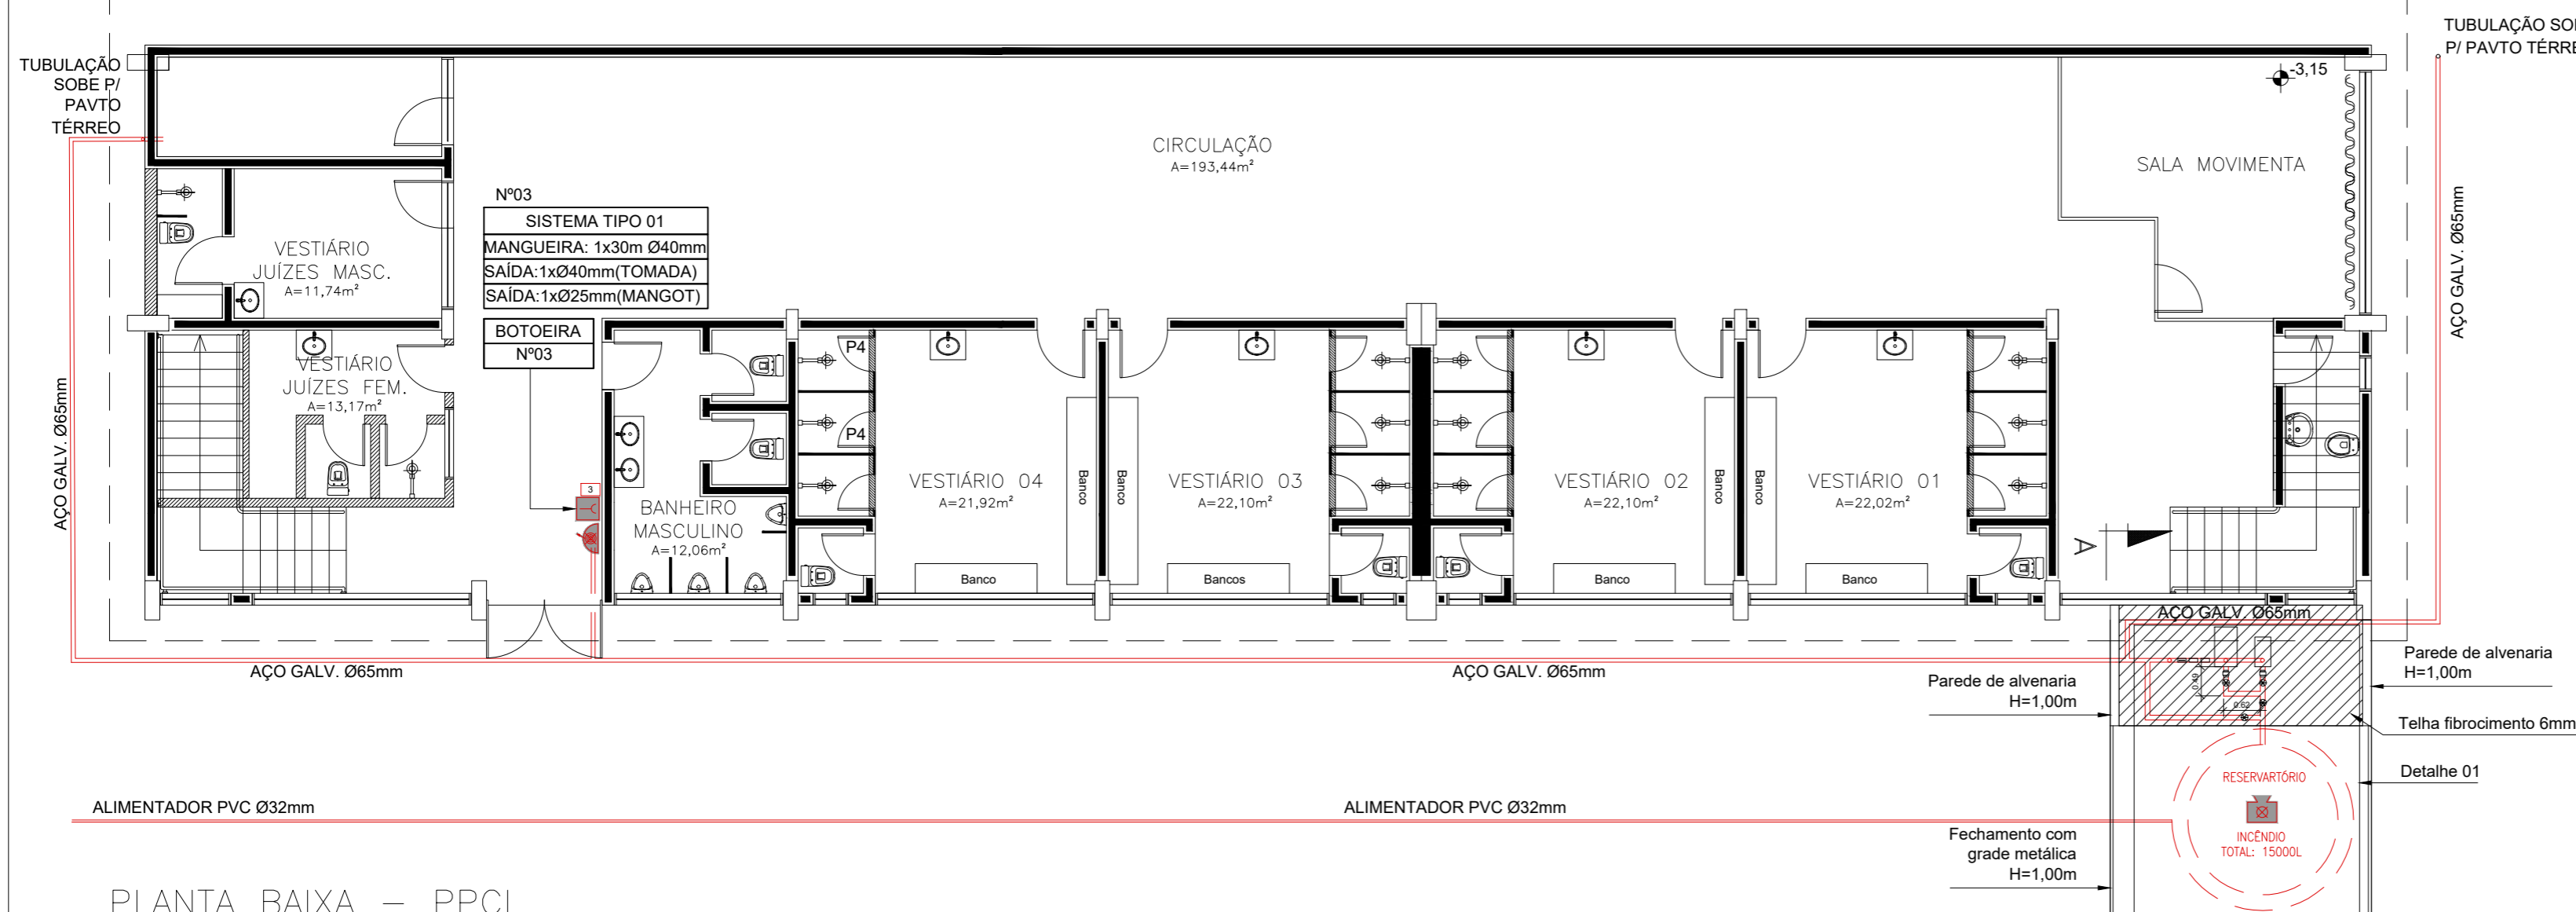 TUBULAÇÃO
SOBE P/
PAVTO
TÉRREO
TUBULAÇÃO
P/ PAVTO
-3,15
CIRCULAÇÃO
A=193,44m²
SALA MOVIMENTA
Nº03
SISTEMA TIPO 01
MANGUEIRA: 1x30m Ø40mm
SAÍDA:1xØ40mm(TOMADA)
SAÍDA:1xØ25mm(MANGOT)
BOTOEIRA
Nº03
VESTIÁRIO
JUÍZES MASC.
A=11,74m²
VESTIÁRIO
JUÍZES FEM.
A=13,17m²
AÇO GALV. Ø65mm
AÇO GALV. Ø65mm
P4
P4
3
BANHEIRO
MASCULINO
A=12,06m²
VESTIÁRIO 04
A=21,92m²
Banco
Banco
Banco
VESTIÁRIO 03
A=22,10m²
Bancos
VESTIÁRIO 02
A=22,10m²
Banco
Banco
Banco
VESTIÁRIO 01
A=22,02m²
Banco
A
AÇO GALV. Ø65mm
AÇO GALV. Ø65mm
AÇO GALV. Ø65mm
0.49
0.62
Parede de alvenaria
H=1,00m
Parede de alvenaria
H=1,00m
Telha fibrocimento 6mm
Detalhe 01
RESERVARTÓRIO
INCÊNDIO
TOTAL: 15000L
ALIMENTADOR PVC Ø32mm
ALIMENTADOR PVC Ø32mm
Fechamento com
grade metálica
H=1,00m
PLANTA BAIXA – PPCI